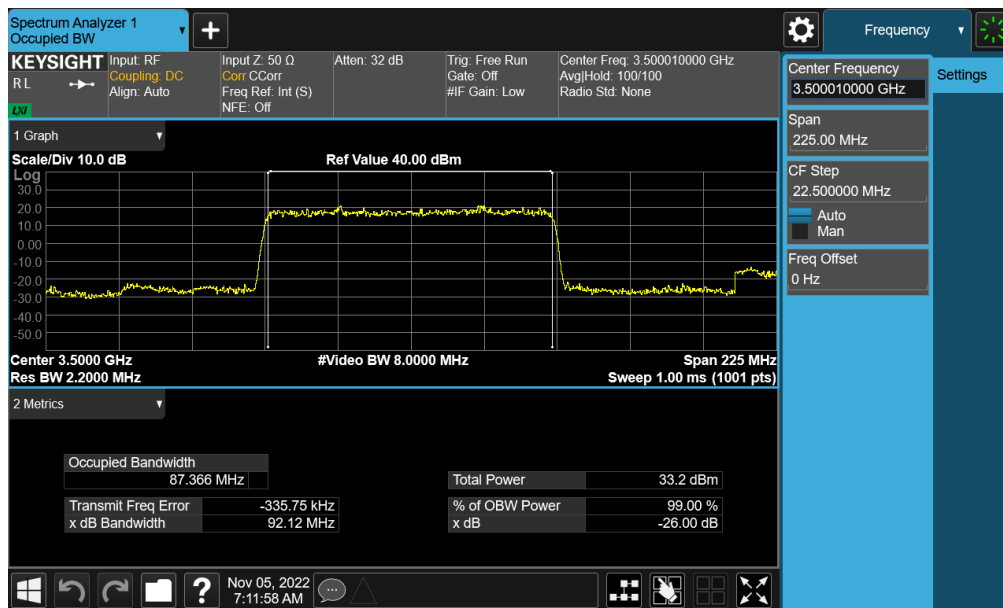 Spectrum Analyzer 1
Occupied BW
+
Frequency
KEYSIGHT
R L
LXI
Input: RF
Coupling: DC
Align: Auto
Input Z: 50 Ω
Corr CCorr
Freq Ref: Int (S)
NFE: Off
Atten: 32 dB
Trig: Free Run
Gate: Off
#IF Gain: Low
Center Freq: 3.500010000 GHz
Avg|Hold: 100/100
Radio Std: None
Center Frequency
3.500010000 GHz
Settings
Span
225.00 MHz
CF Step
22.500000 MHz
Auto
Man
Freq Offset
0 Hz
1 Graph
Scale/Div 10.0 dB
Ref Value 40.00 dBm
Log
30.0
20.0
10.0
0.00
-10.0
-20.0
-30.0
-40.0
-50.0
Center 3.5000 GHz
#Video BW 8.0000 MHz
Span 225 MHz
Res BW 2.2000 MHz
Sweep 1.00 ms (1001 pts)
2 Metrics
Occupied Bandwidth
87.366 MHz
Total Power 33.2 dBm
Transmit Freq Error -335.75 kHz
% of OBW Power 99.00 %
x dB Bandwidth 92.12 MHz
x dB -26.00 dB
?
Nov 05, 2022
7:11:58 AM